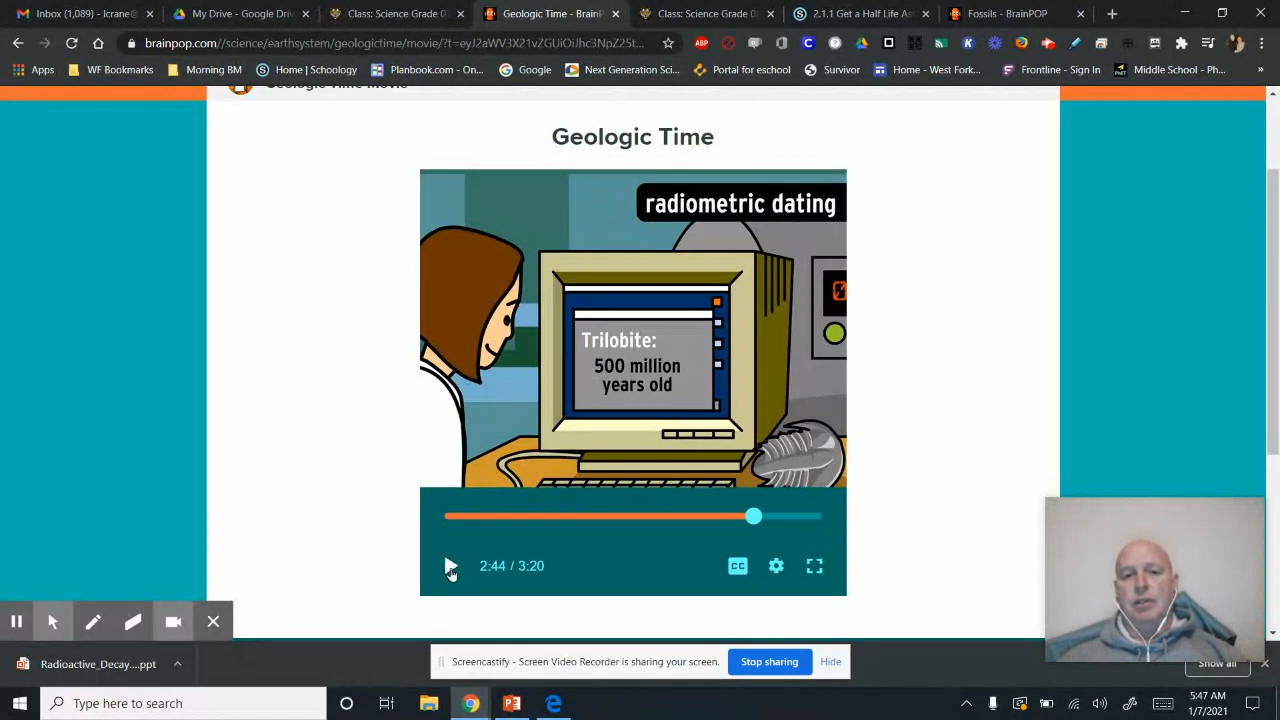 Inbox (1,089) - lcrane@
My Drive - Google Dri
Class: Science Grade 0
Geologic Time - BrainP
Class: Science Grade 0
2.1.1 Get a Half Life As
Fossils - BrainPOP
brainpop.com/science/earthsystem/geologictime/movie/?t=eyJ2aWV3X21vZGUiOiJhc3NpZ25t...
ABP
Apps
WF Bookmarks
Morning BM
Home | Schoology
Planbook.com - On...
Google
Next Generation Sci...
Portal for eschool
Survivor
Home - West Fork...
Frontline - Sign In
Middle School - Ph...
»
Geologic Time
radiometric dating
Trilobite:
500 million
years old
2:44 / 3:20
CC
Radioactive_Decay....ppt
Screencastify - Screen Video Recorder is sharing your screen.
Stop sharing
Hide
Show all
Type here to search
5:47 AM
1/7/2021